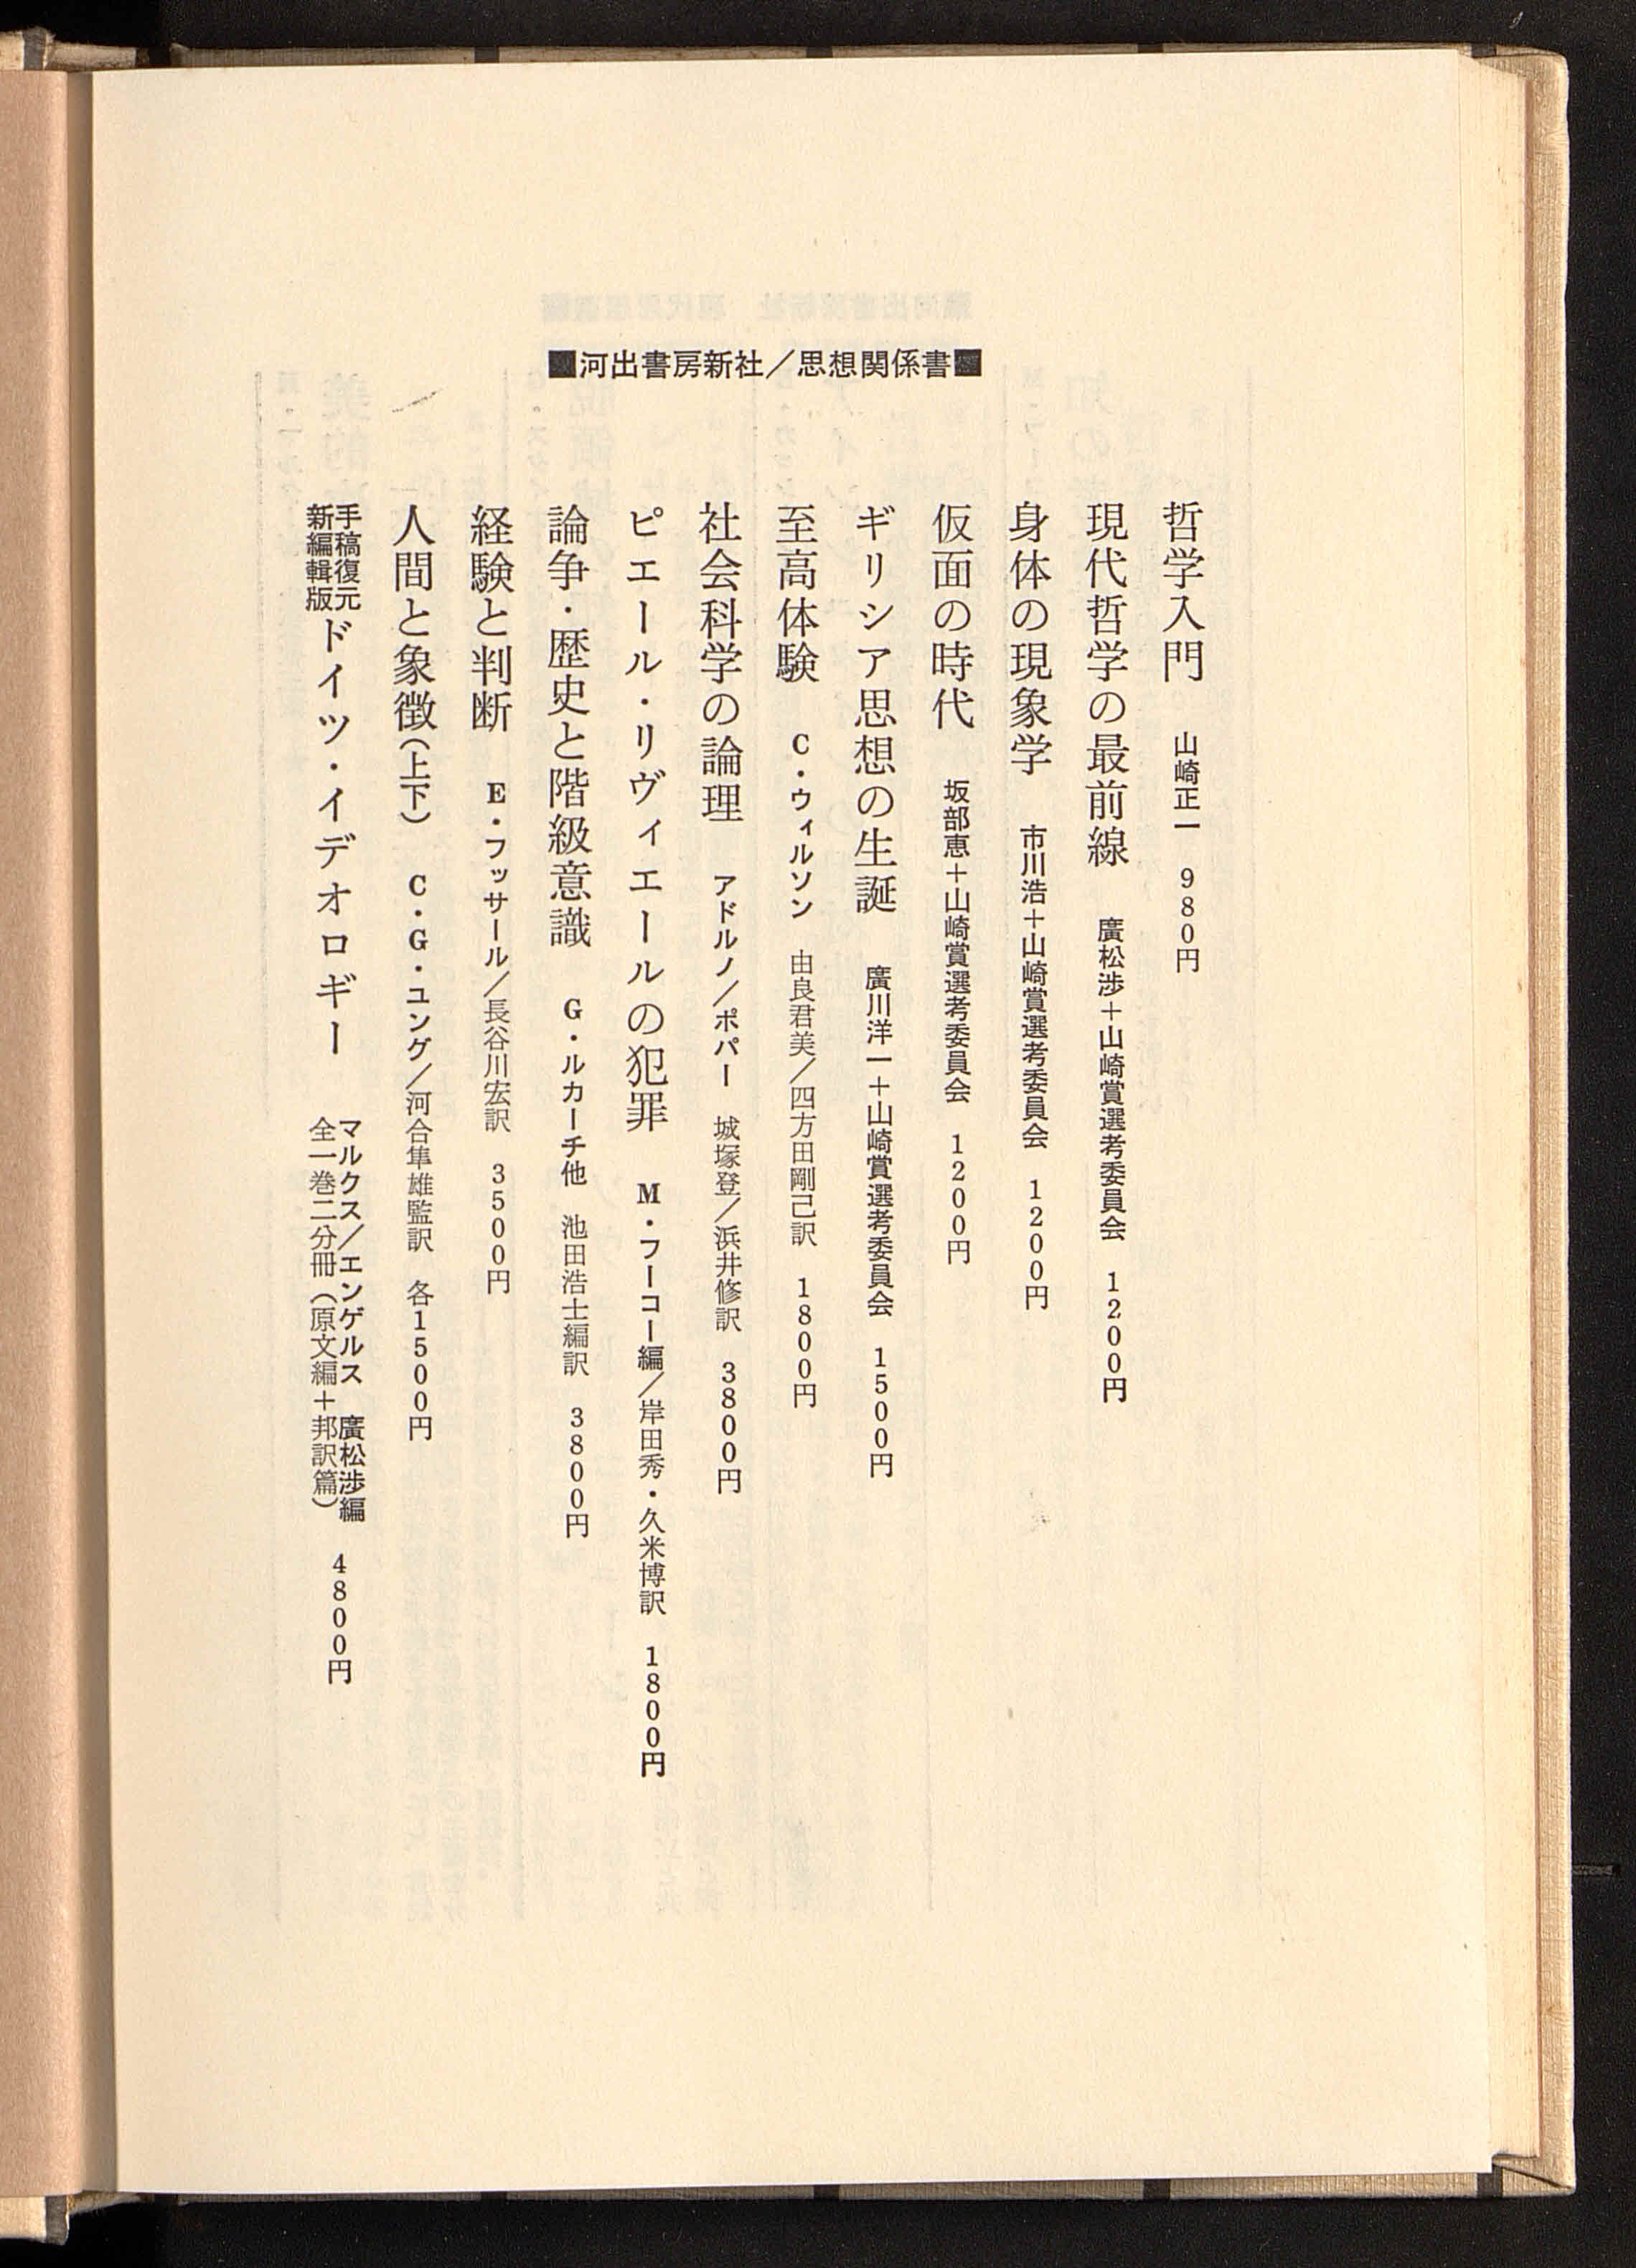 ■河出書房新社／思想関係書■
哲学入門　山崎正一　980円
現代哲学の最前線　廣松渉＋山崎賞選考委員会　1200円
身体の現象学　市川浩＋山崎賞選考委員会　1200円
仮面の時代　坂部恵＋山崎賞選考委員会　1200円
ギリシア思想の生誕　廣川洋一＋山崎賞選考委員会　1500円
至高体験　C・ウィルソン　由良君美／四方田剛己訳　1800円
社会科学の論理　アドルノ／ポパー　城塚登／浜井修訳　3800円
ピエール・リヴィエールの犯罪　M・フーコー編／岸田秀・久米博訳　1800円
論争・歴史と階級意識　G・ルカーチ他　池田浩士編訳　3800円
経験と判断　E・フッサール／長谷川宏訳　3500円
人間と象徴（上下）　C・G・ユング／河合隼雄監訳　各1500円
手稿復元
新編輯版
ドイツ・イデオロギー
マルクス／エンゲルス　廣松渉編
全一巻二分冊（原文編＋邦訳篇）
4800円